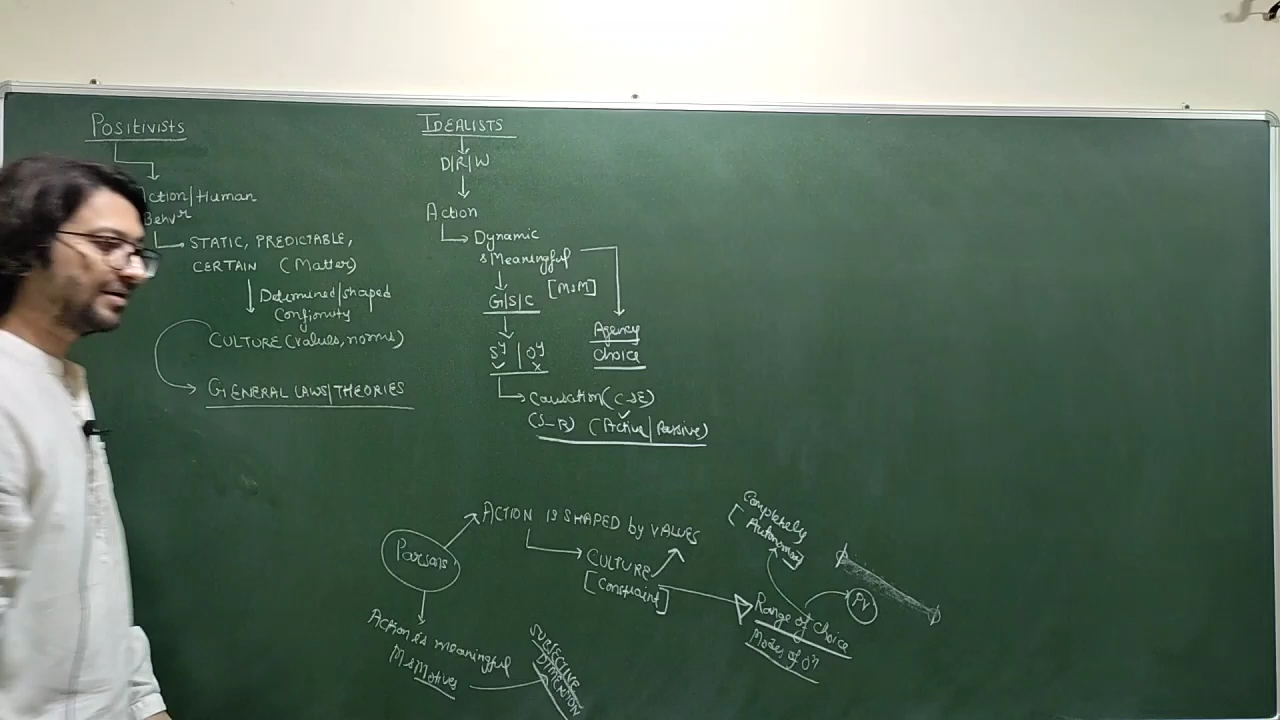 POSITIVISTS
ction/Human
Behvr
STATIC, PREDICTABLE,
CERTAIN (Matter)
Determined/shaped
Confirmity
CULTURE (Values, norms)
GENERAL LAWS/THEORIES
IDEALISTS
D/R/W
Action
Dynamic
& Meaningful
[M&M]
G/S/C
Agency
Choice
Sy | Oy
Causation (C-E)
(S-R) (Active/Passive)
Parsons
ACTION IS SHAPED by VALUES
CULTURE
[Constraint]
Action is meaningful
M&Motives
SUBJECTIVE
DIMENSION
Completely
Autonomous
PV
Range of choice
Modes of On